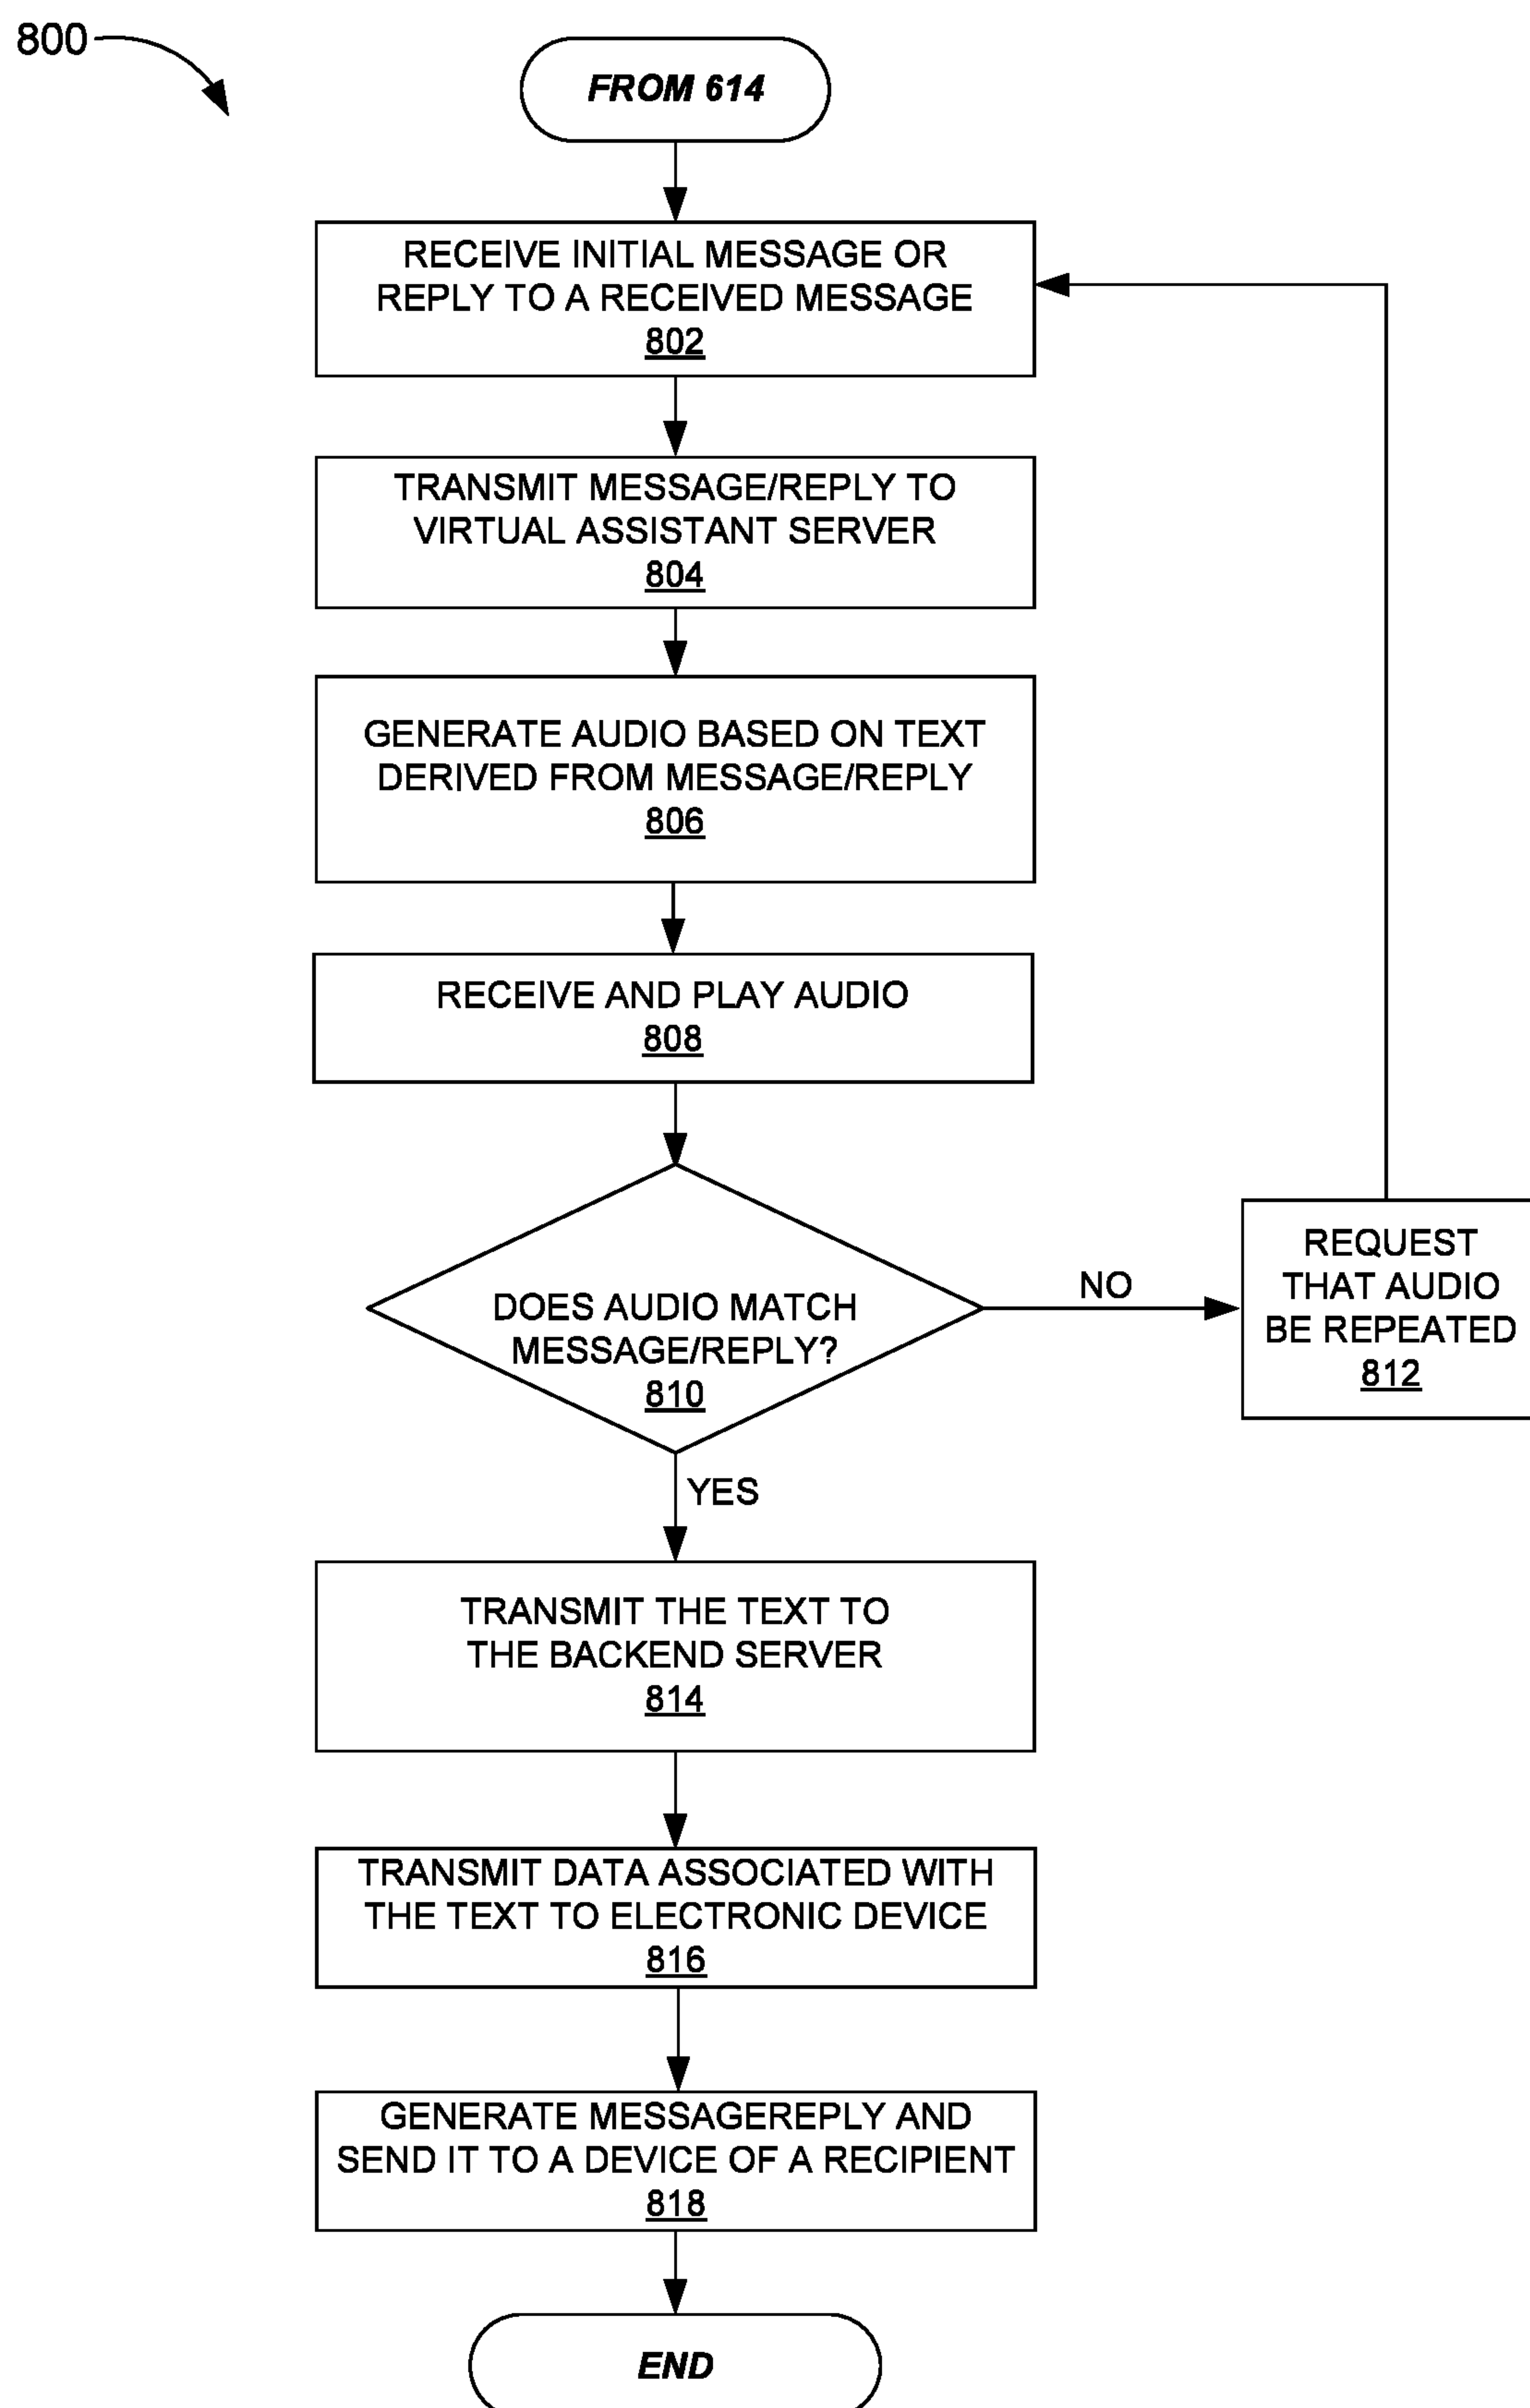 800
FROM 614
RECEIVE INITIAL MESSAGE OR
REPLY TO A RECEIVED MESSAGE
802
TRANSMIT MESSAGE/REPLY TO
VIRTUAL ASSISTANT SERVER
804
GENERATE AUDIO BASED ON TEXT
DERIVED FROM MESSAGE/REPLY
806
RECEIVE AND PLAY AUDIO
808
DOES AUDIO MATCH
MESSAGE/REPLY?
810
NO
REQUEST
THAT AUDIO
BE REPEATED
812
YES
TRANSMIT THE TEXT TO
THE BACKEND SERVER
814
TRANSMIT DATA ASSOCIATED WITH
THE TEXT TO ELECTRONIC DEVICE
816
GENERATE MESSAGEREPLY AND
SEND IT TO A DEVICE OF A RECIPIENT
818
END